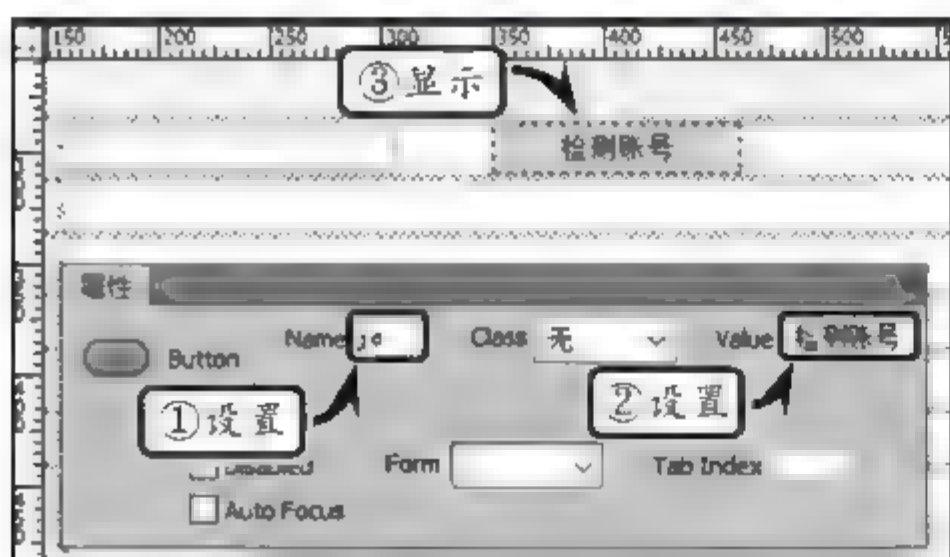 150 200 250 300 350 400 450 500
③显示
检测账号
属性
Name Class 无 Value 检测账号
Button
①设置 ②设置
Disabled Form Tab Index
Auto Focus